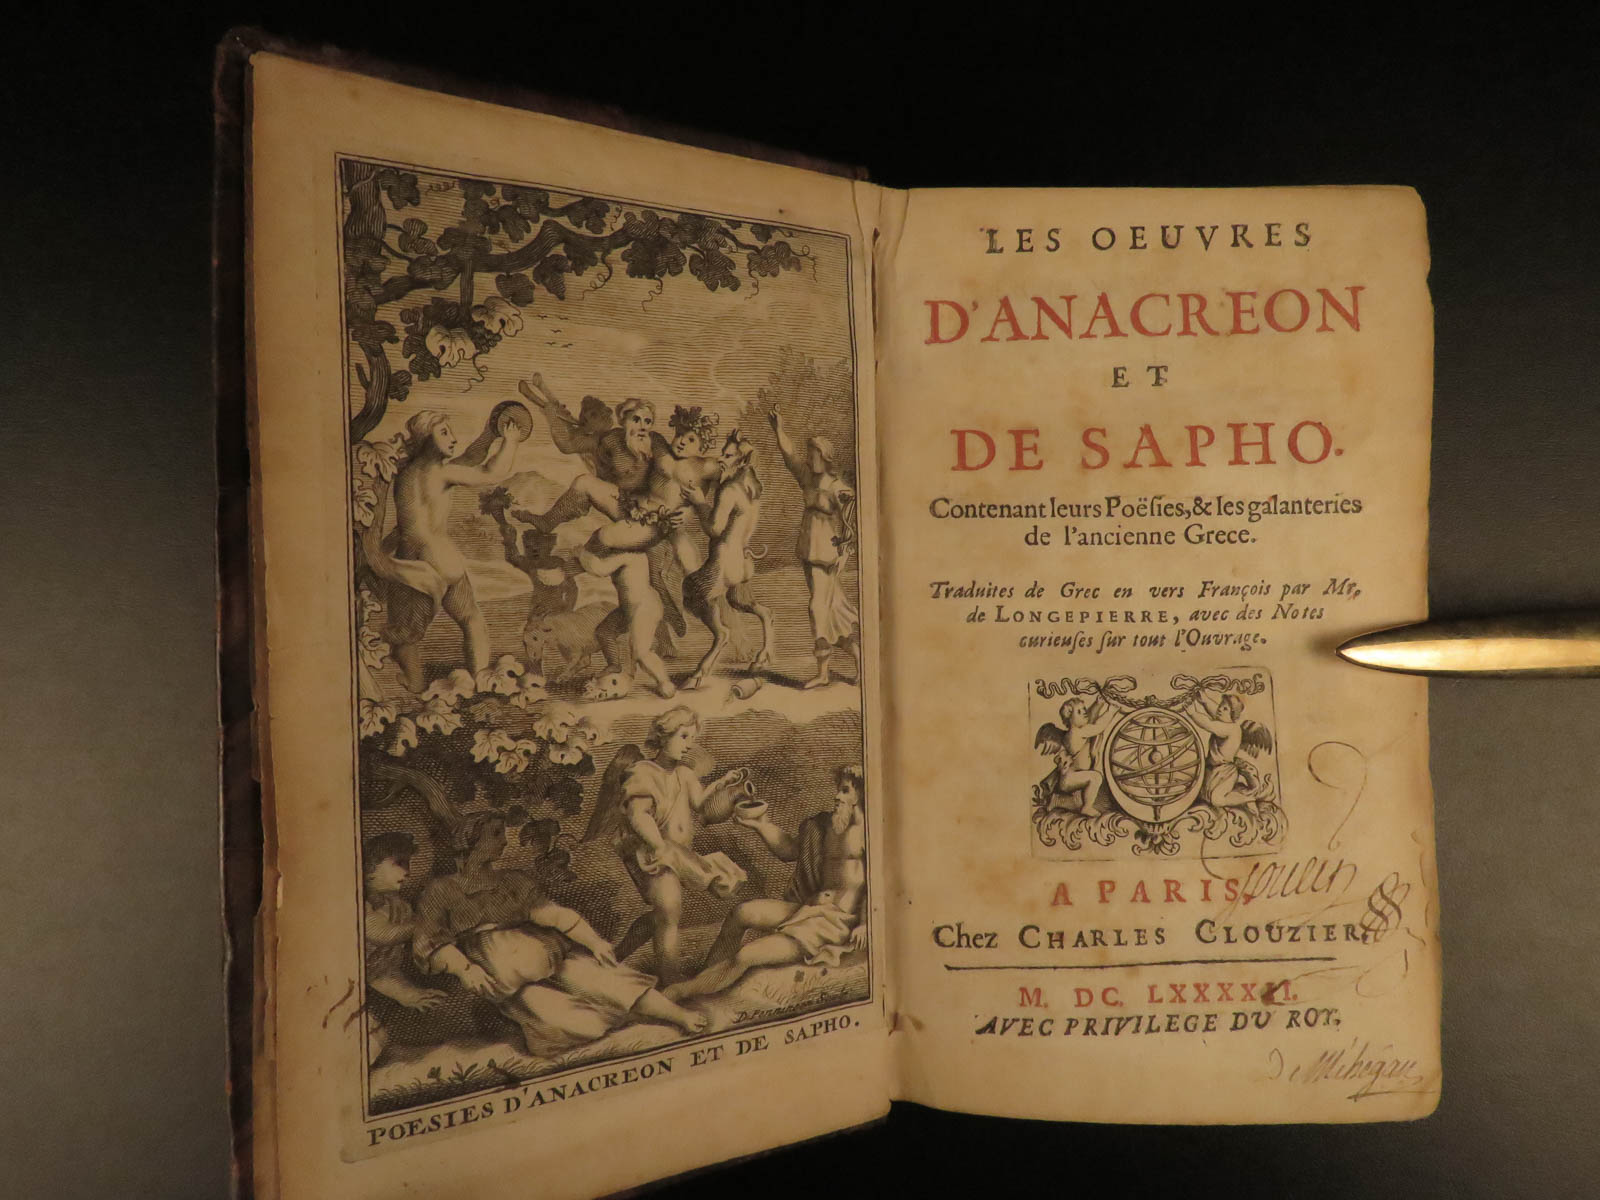 POESIES D'ANACREON ET DE SAPHO.
LES OEUVRES
D'ANACREON
ET
DE SAPHO.
Contenant leurs Poësies, & les galanteries
de l'ancienne Grece.
Traduites de Grec en vers François par Mr.
de LONGEPIERRE, avec des Notes
curieuses sur tout l'Ouvrage.
A PARIS,
Chez CHARLES CLOUZIER.
M. DC. LXXXXII.
AVEC PRIVILEGE DU ROY.
de Méhégan